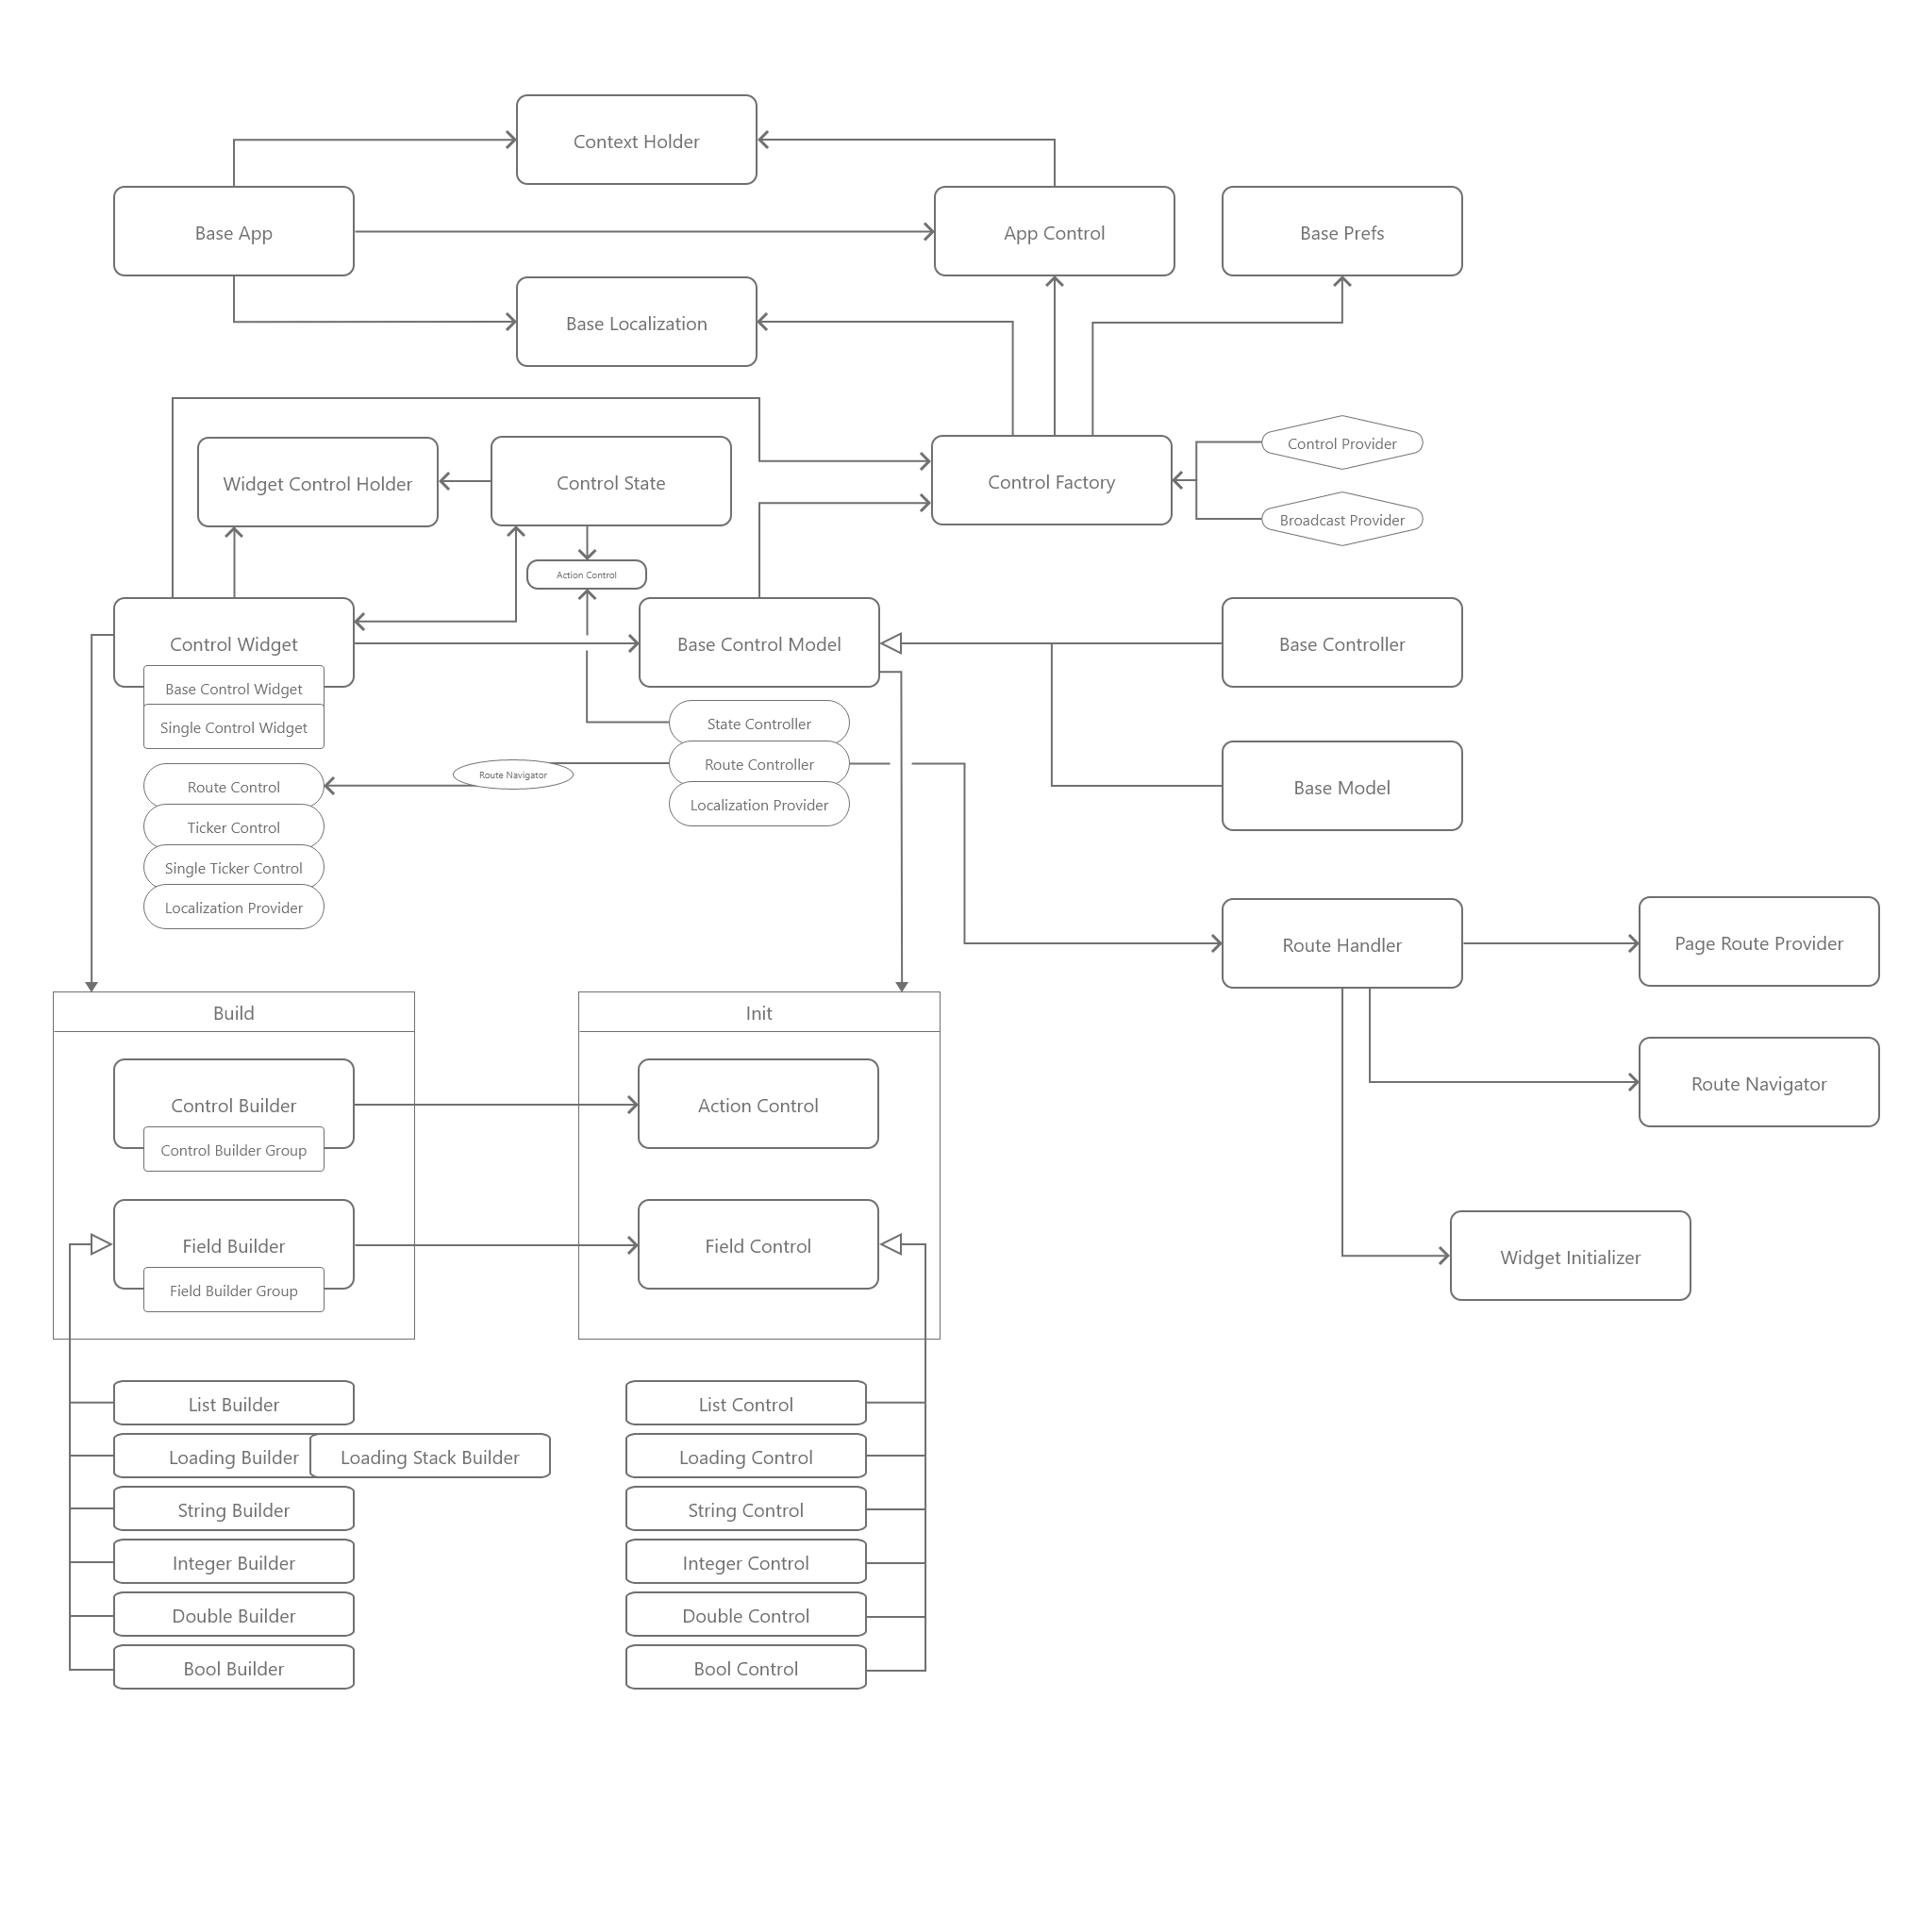 Context Holder
Base App
App Control
Base Prefs
Base Localization
Control Provider
Widget Control Holder
Control State
Control Factory
Broadcast Provider
Action Control
Control Widget
Base Control Model
Base Controller
Base Control Widget
Single Control Widget
State Controller
Route Controller
Localization Provider
Route Navigator
Base Model
Route Control
Ticker Control
Single Ticker Control
Localization Provider
Route Handler
Page Route Provider
Build
Init
Control Builder
Control Builder Group
Action Control
Route Navigator
Field Builder
Field Builder Group
Field Control
Widget Initializer
List Builder
List Control
Loading Builder
Loading Stack Builder
Loading Control
String Builder
String Control
Integer Builder
Integer Control
Double Builder
Double Control
Bool Builder
Bool Control